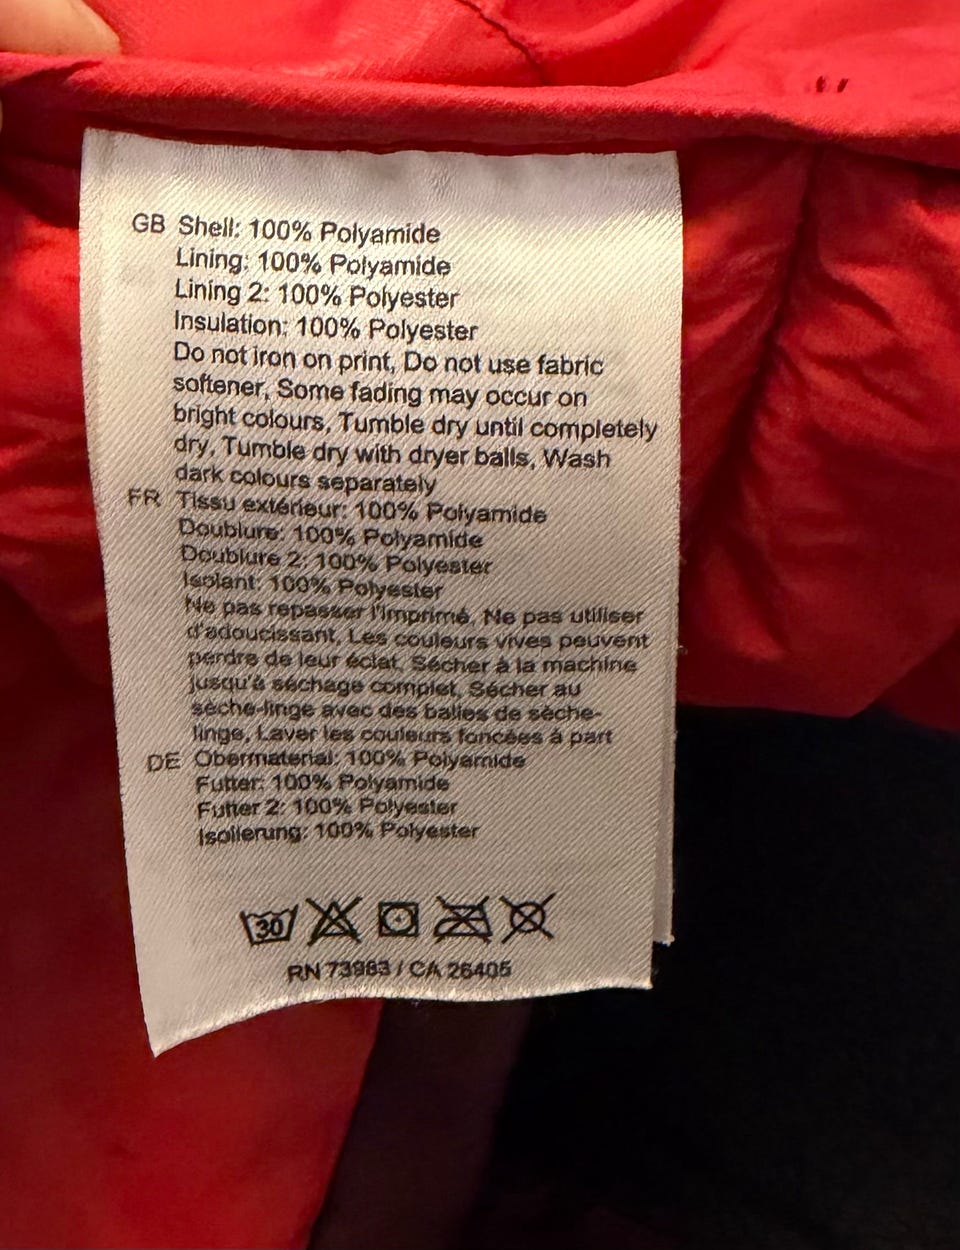 GB Shell: 100% Polyamide
Lining: 100% Polyamide
Lining 2: 100% Polyester
Insulation: 100% Polyester
Do not iron on print, Do not use fabric
softener, Some fading may occur on
bright colours, Tumble dry until completely
dry, Tumble dry with dryer balls, Wash
dark colours separately
FR Tissu extérieur: 100% Polyamide
Doublure: 100% Polyamide
Doublure 2: 100% Polyester
Isolant: 100% Polyester
Ne pas repasser l'imprimé, Ne pas utiliser
d'adoucissant, Les couleurs vives peuvent
perdre de leur éclat, Sécher à la machine
jusqu'à séchage complet, Sécher au
sèche-linge avec des balles de sèche-
linge, Laver les couleurs foncées à part
DE Obermaterial: 100% Polyamide
Futter: 100% Polyamide
Futter 2: 100% Polyester
Isolierung: 100% Polyester
30
RN 73983 / CA 26405